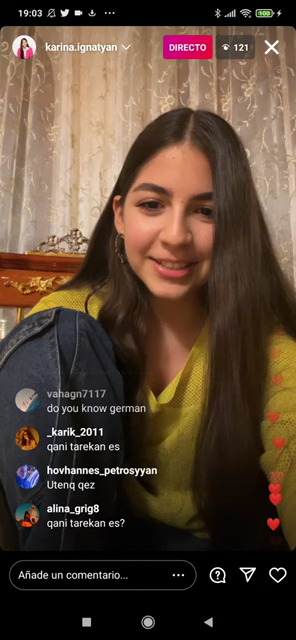 19:03
karina.ignatyan
DIRECTO
121
vahagn7117
do you know german
_karik_2011
qani tarekan es
hovhannes_petrosyyan
Utenq qez
alina_grig8
qani tarekan es?
Añade un comentario...